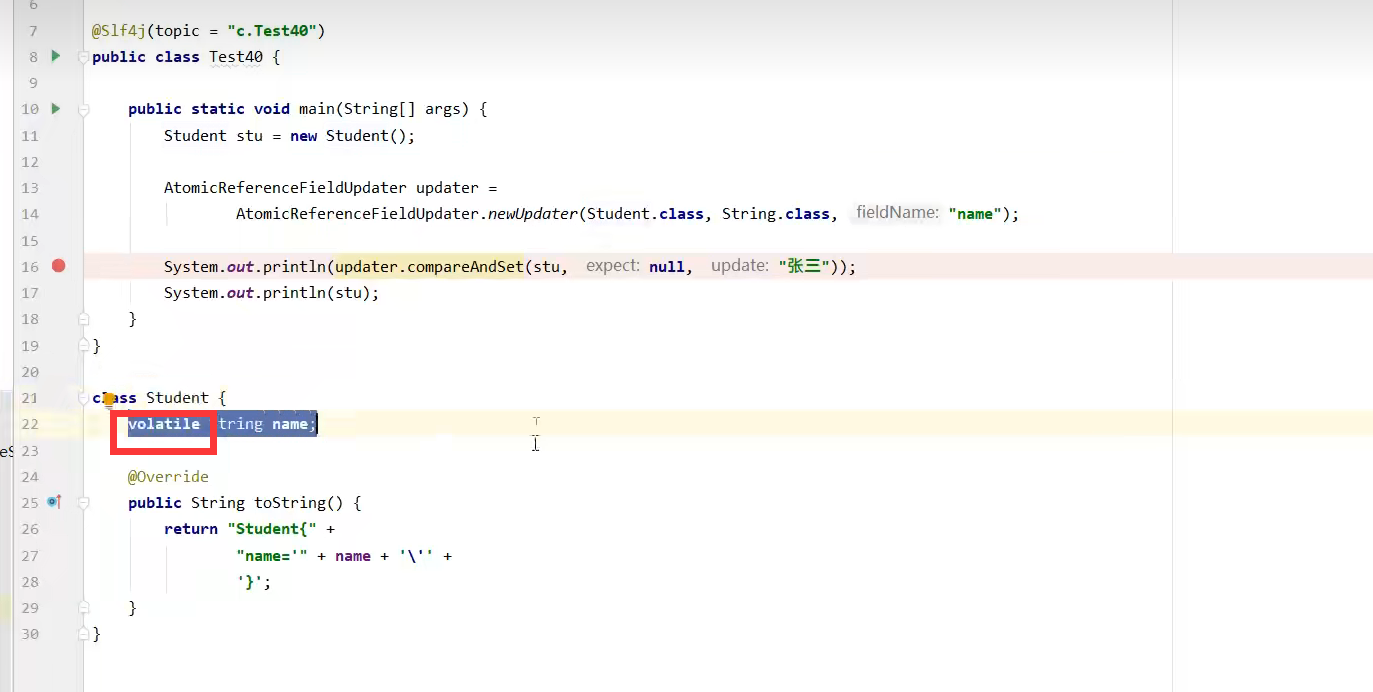 6
7 @Slf4j(topic = "c.Test40")
8 public class Test40 {
9
10 public static void main(String[] args) {
11 Student stu = new Student();
12
13 AtomicReferenceFieldUpdater updater =
14 AtomicReferenceFieldUpdater.newUpdater(Student.class, String.class, fieldName: "name");
15
16 System.out.println(updater.compareAndSet(stu, expect: null, update: "张三"));
17 System.out.println(stu);
18 }
19 }
20
21 class Student {
22 volatile tring name;
23
24 @Override
25 public String toString() {
26 return "Student{" +
27 "name='" + name + '\'' +
28 '}';
29 }
30 }